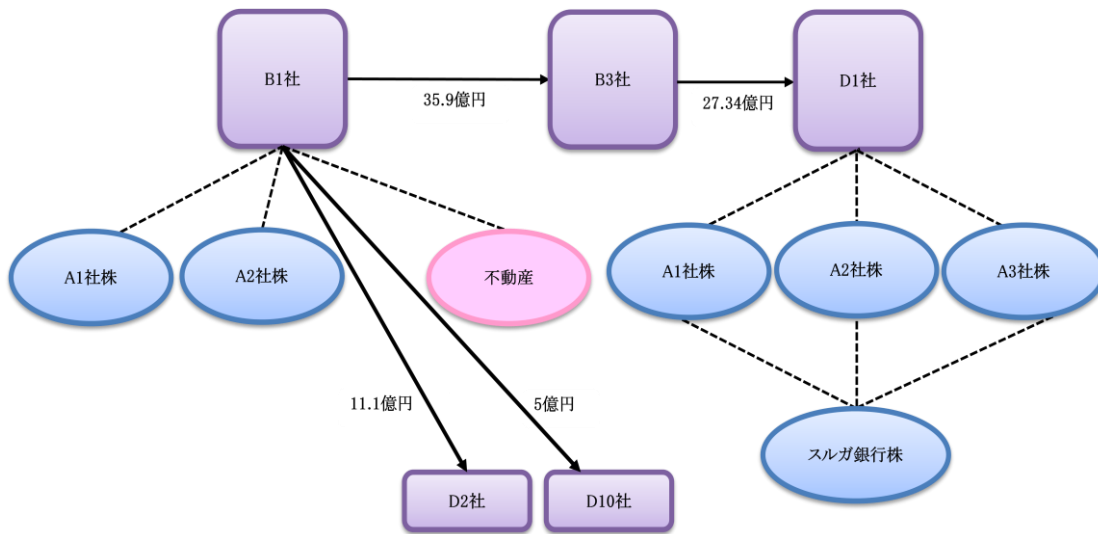 B1社
B3社
D1社
35.9億円
27.34億円
A1社株
A2社株
不動産
A1社株
A2社株
A3社株
11.1億円
5億円
スルガ銀行株
D2社
D10社